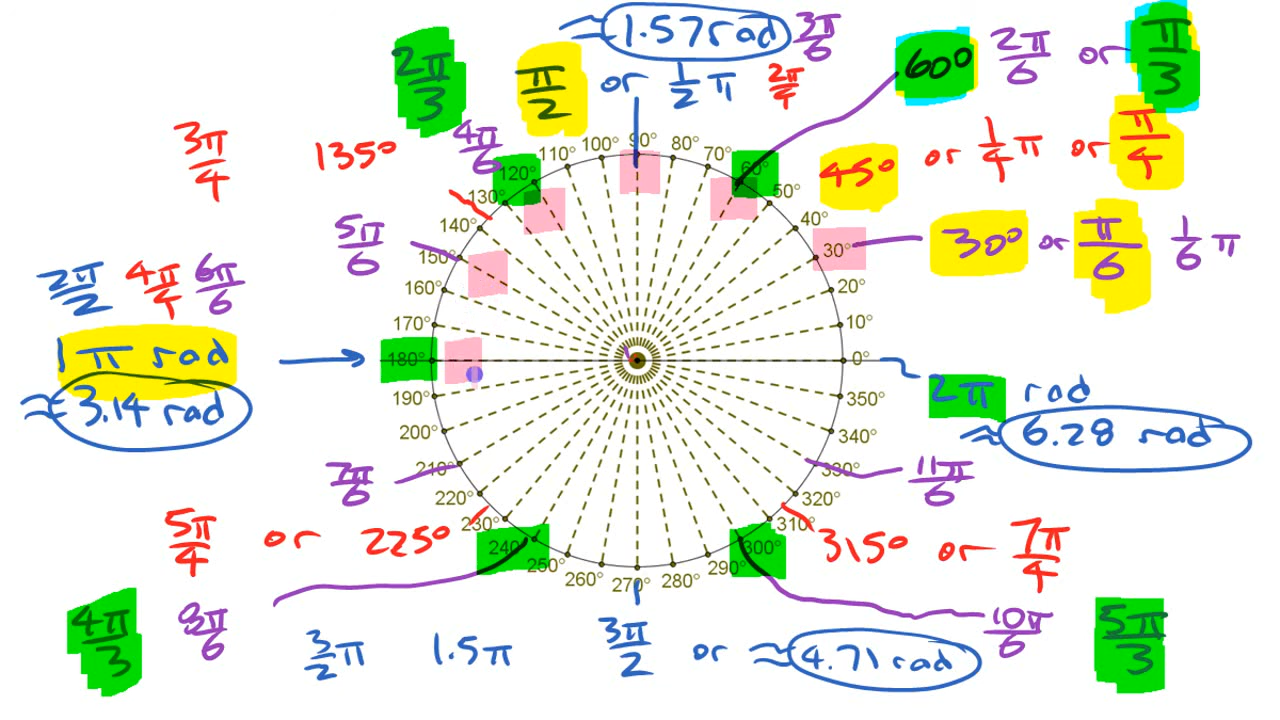 ≈ 1.57 rad 3π/6
2π/3 π/2 or 1/2 π 2π/4
60° 2π/6 or π/3
3π/4 135° 4π/6
45° or 1/4 π or π/4
5π/6
30° or π/6 1/6 π
2π/2 4π/4 6π/6
1π rad
≈ 3.14 rad
2π rad
≈ 6.28 rad
7π/6
11π/6
5π/4 or 225°
315° or 7π/4
4π/3 8π/6
3/2 π 1.5π 3π/2 or ≈ 4.71 rad
10π/6 5π/3
0°
10°
20°
30°
40°
50°
60°
70°
80°
90°
100°
110°
120°
130°
140°
150°
160°
170°
180°
190°
200°
210°
220°
230°
240°
250°
260°
270°
280°
290°
300°
310°
320°
330°
340°
350°